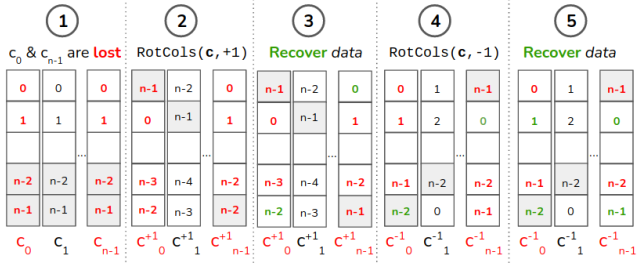 1
c0 & cn-1 are lost
0 0 0
1 1 1
...
n-2 n-2 n-2
n-1 n-1 n-1
C0 C1 Cn-1
2
RotCols(c,+1)
n-1 n-2 0
0 n-1 1
...
n-3 n-4 n-2
n-2 n-3 n-2
C+10 C+11 C+1n-1
3
Recover data
n-1 n-2 0
0 n-1 1
...
n-3 n-4 n-2
n-2 n-3 n-1
C+10 C+11 C+1n-1
4
RotCols(c,-1)
0 1 n-1
1 2 0
...
n-1 n-2 n-1
n-2 0 n-2
C-10 C-11 C-1n-1
5
Recover data
0 1 n-1
1 2 0
...
n-1 n-2 n-1
n-2 0 n-2
C-10 C-11 C-1n-1